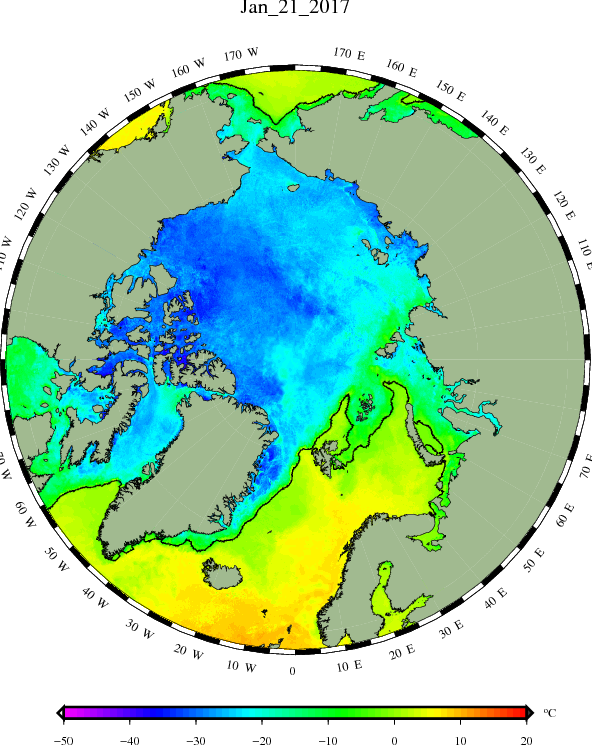 Jan_21_2017
170 W
170 E
160 W
160 E
150 W
150 E
140 W
140 E
130 W
130 E
120 W
120 E
110 E
70 E
60 W
60 E
50 W
50 E
40 W
40 E
30 W
30 E
20 W
20 E
10 W
10 E
0
°C
−50 −40 −30 −20 −10 0 10 20